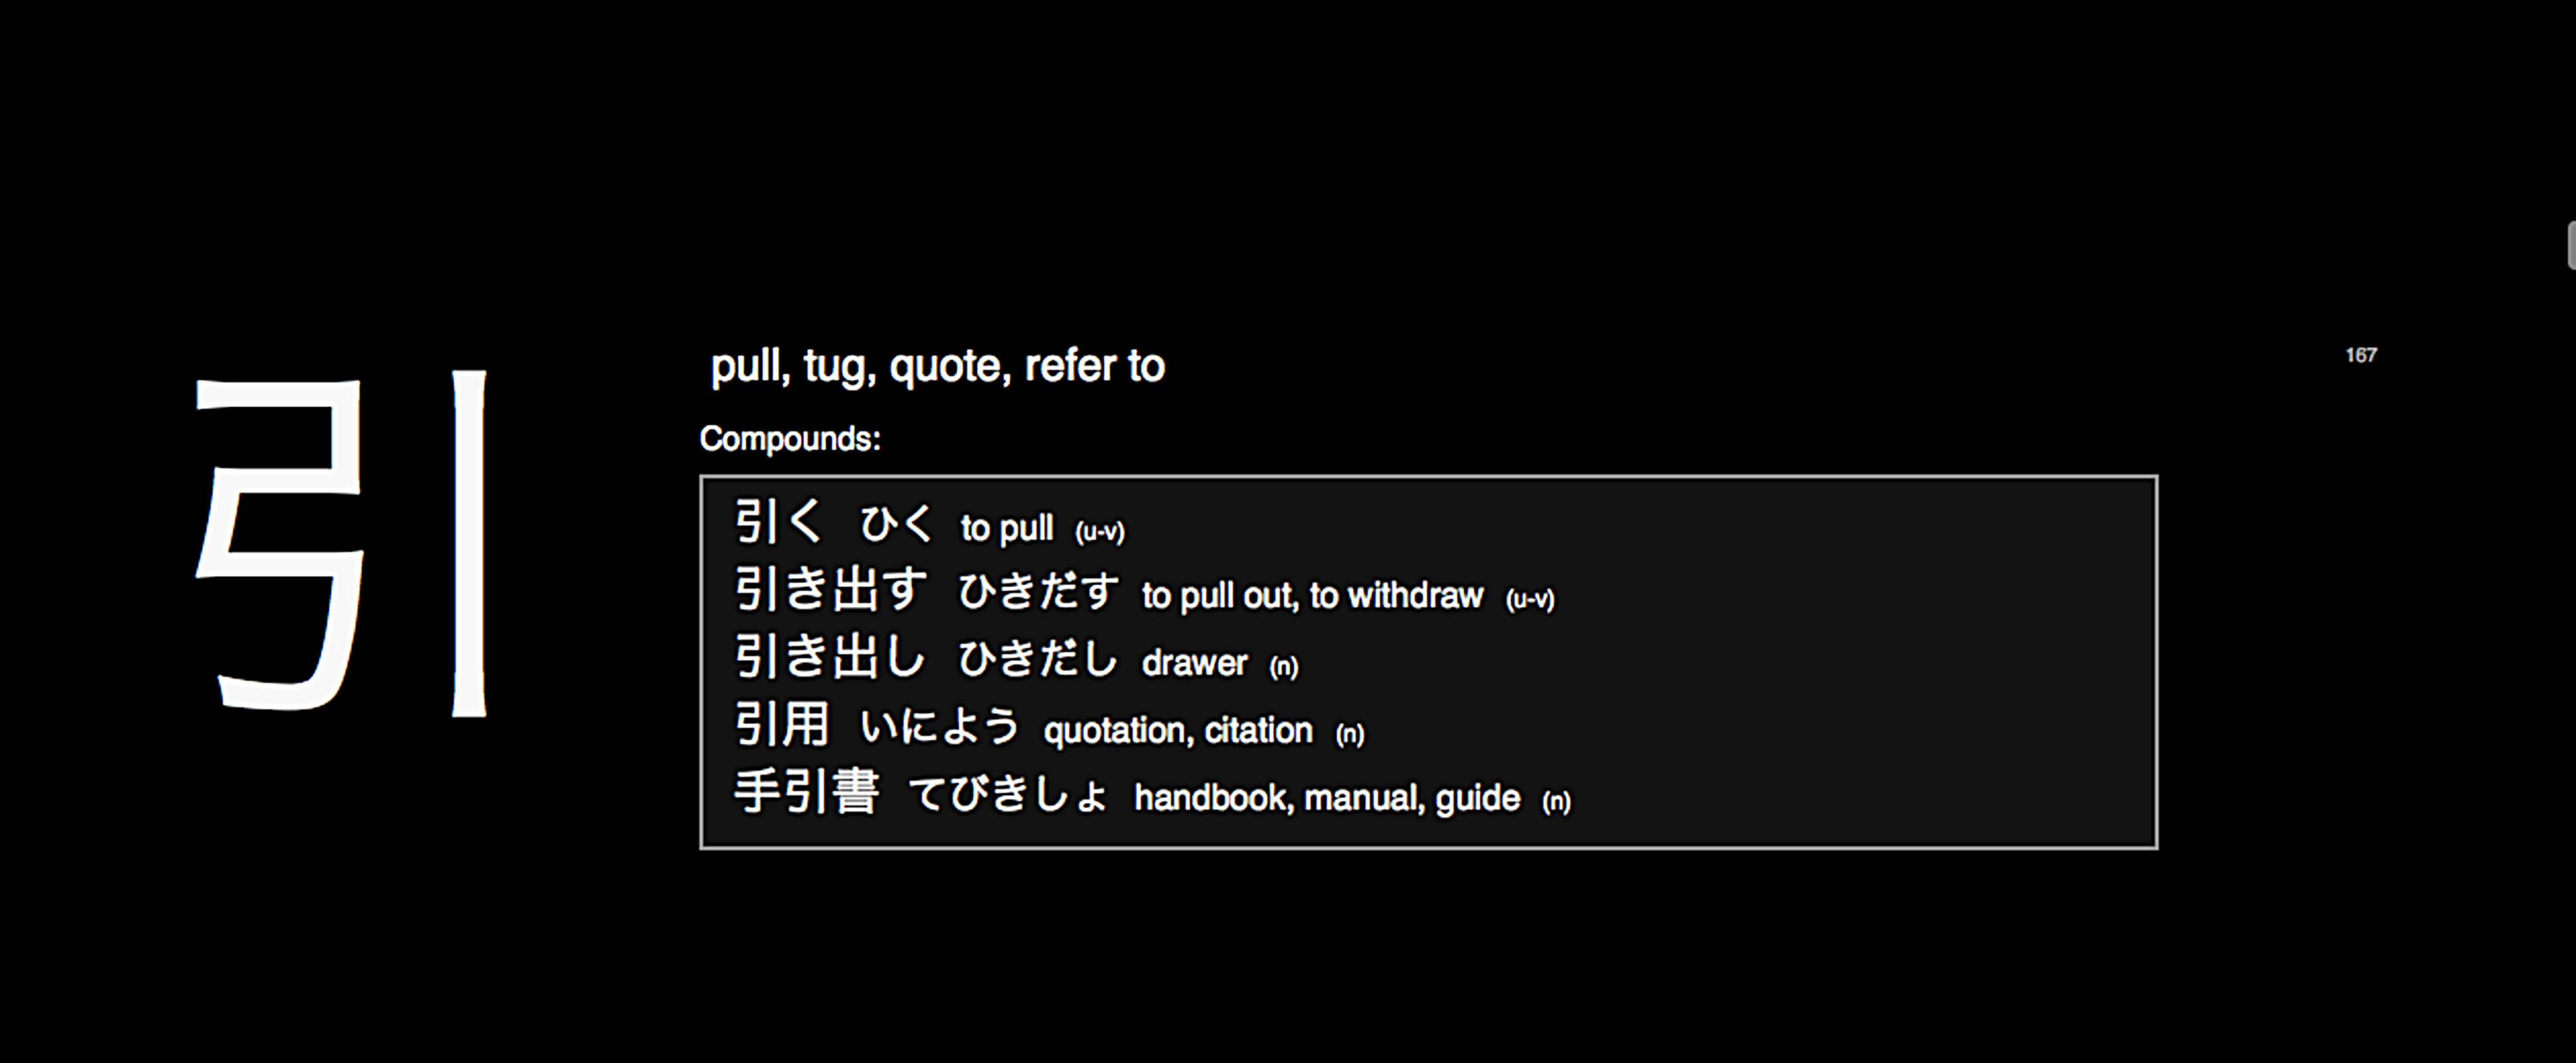 引
pull, tug, quote, refer to
167
Compounds:
引く ひく to pull (u-v)
引き出す ひきだす to pull out, to withdraw (u-v)
引き出し ひきだし drawer (n)
引用 いによう quotation, citation (n)
手引書 てびきしょ handbook, manual, guide (n)